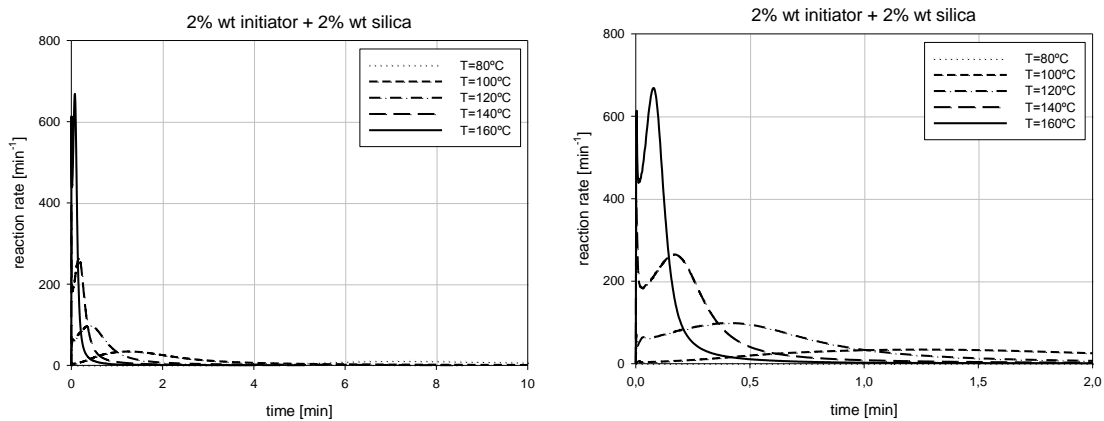 2% wt initiator + 2% wt silica
800
600
400
200
0
reaction rate [min-1]
T=80ºC
T=100ºC
T=120ºC
T=140ºC
T=160ºC
0 2 4 6 8 10
time [min]
2% wt initiator + 2% wt silica
800
600
400
200
0
reaction rate [min-1]
T=80ºC
T=100ºC
T=120ºC
T=140ºC
T=160ºC
0,0 0,5 1,0 1,5 2,0
time [min]